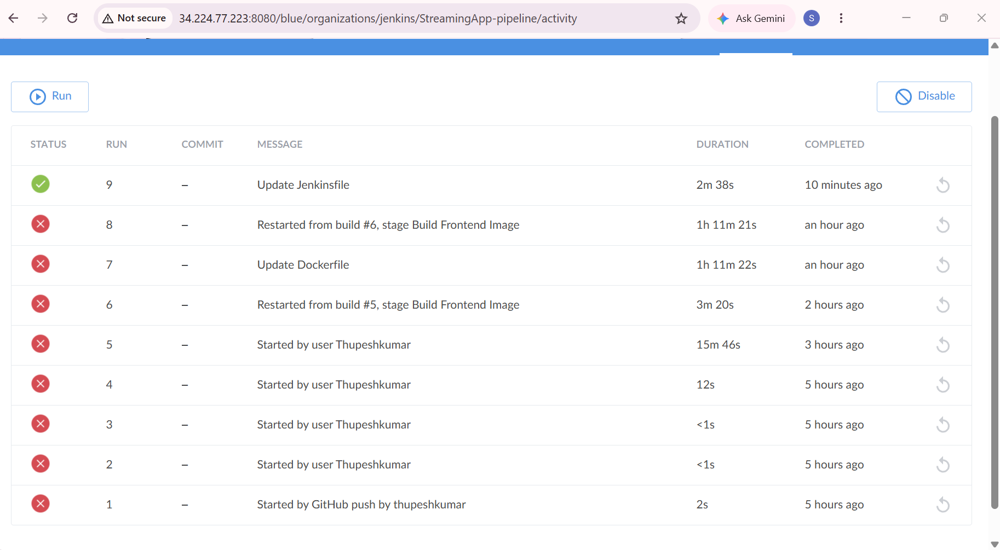 Not secure 34.224.77.223:8080/blue/organizations/jenkins/StreamingApp-pipeline/activity Ask Gemini S
Run Disable
STATUS RUN COMMIT MESSAGE DURATION COMPLETED
9 – Update Jenkinsfile 2m 38s 10 minutes ago
8 – Restarted from build #6, stage Build Frontend Image 1h 11m 21s an hour ago
7 – Update Dockerfile 1h 11m 22s an hour ago
6 – Restarted from build #5, stage Build Frontend Image 3m 20s 2 hours ago
5 – Started by user Thupeshkumar 15m 46s 3 hours ago
4 – Started by user Thupeshkumar 12s 5 hours ago
3 – Started by user Thupeshkumar <1s 5 hours ago
2 – Started by user Thupeshkumar <1s 5 hours ago
1 – Started by GitHub push by thupeshkumar 2s 5 hours ago